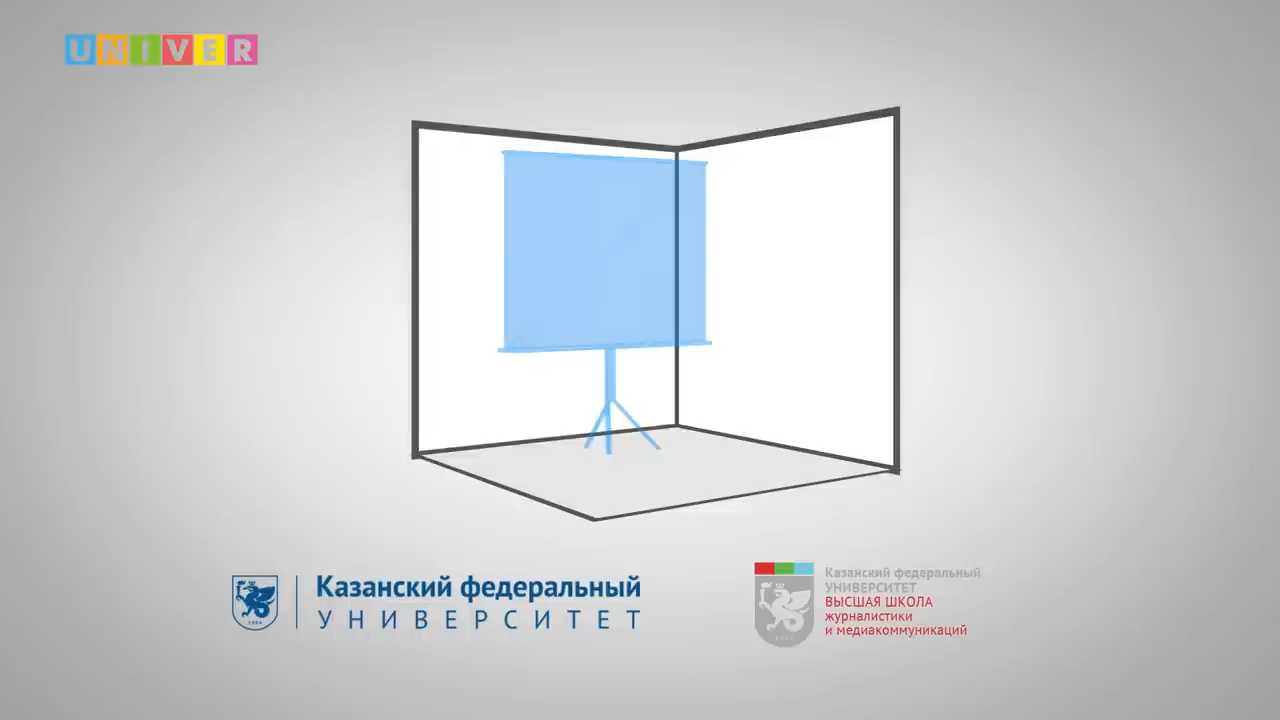 UNIVER
Казанский федеральный
УНИВЕРСИТЕТ
Казанский федеральный
УНИВЕРСИТЕТ
ВЫСШАЯ ШКОЛА
журналистики
и медиакоммуникаций